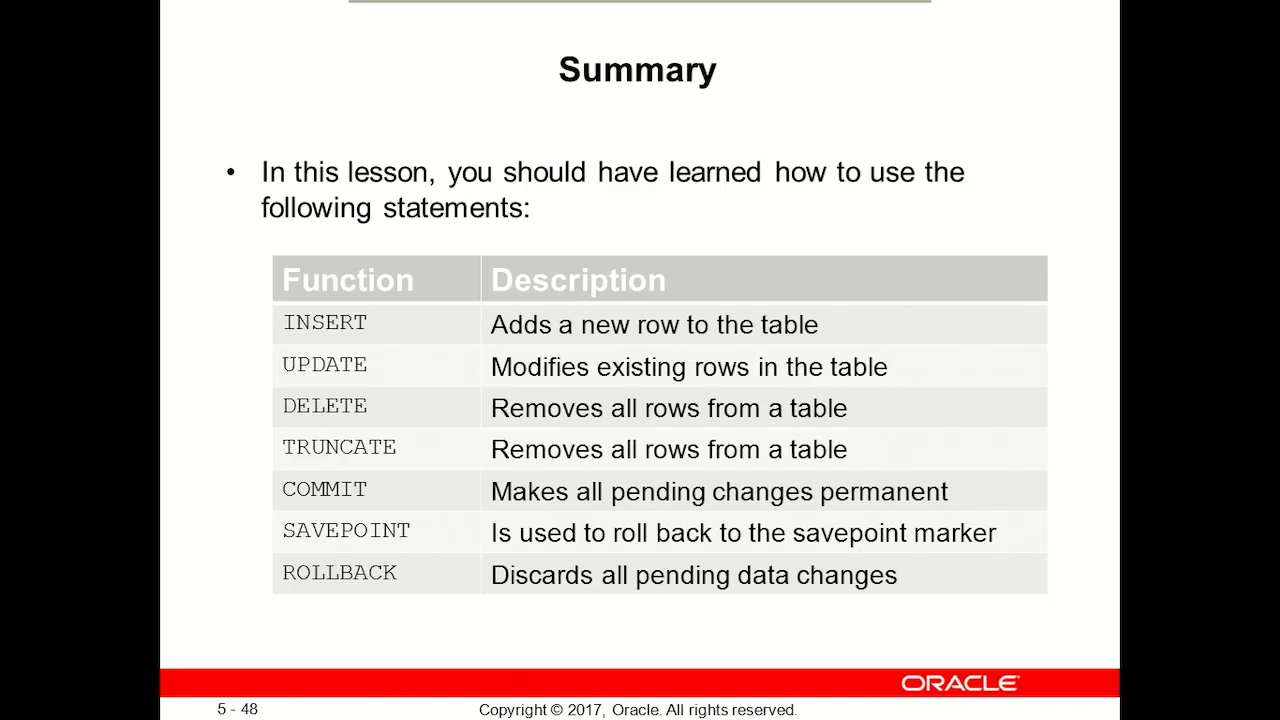 Summary
• In this lesson, you should have learned how to use the
following statements:
Function Description
INSERT Adds a new row to the table
UPDATE Modifies existing rows in the table
DELETE Removes all rows from a table
TRUNCATE Removes all rows from a table
COMMIT Makes all pending changes permanent
SAVEPOINT Is used to roll back to the savepoint marker
ROLLBACK Discards all pending data changes
ORACLE
5 - 48 Copyright © 2017, Oracle. All rights reserved.